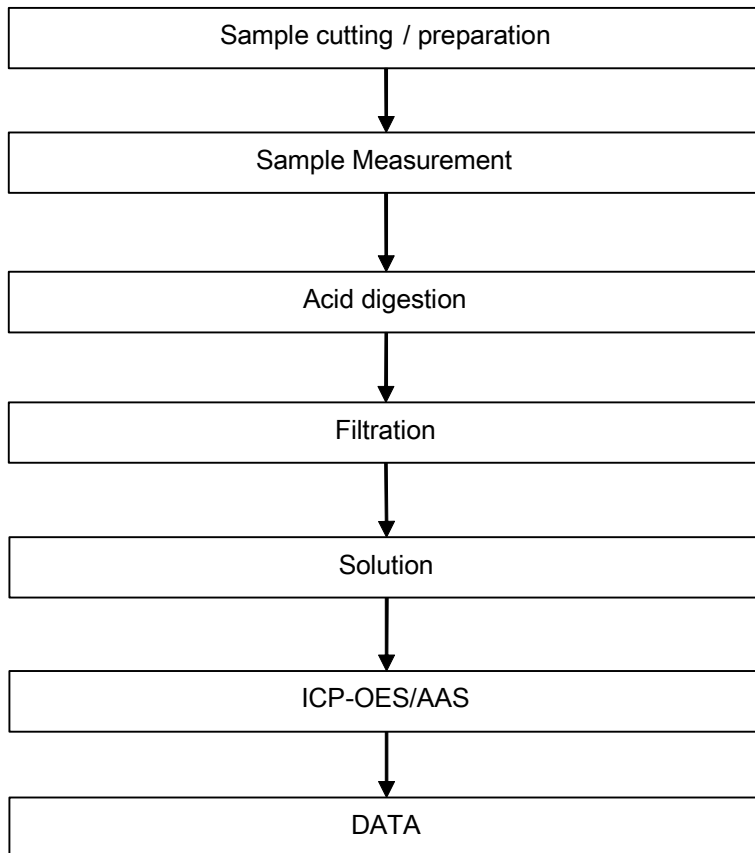 Sample cutting / preparation
Sample Measurement
Acid digestion
Filtration
Solution
ICP-OES/AAS
DATA